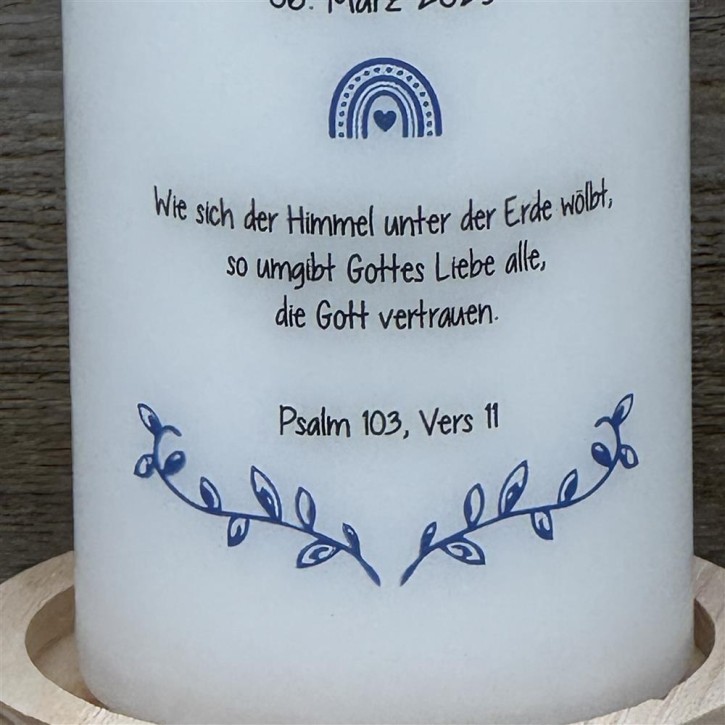 März
Wie sich der Himmel unter der Erde wölbt,
so umgibt Gottes Liebe alle,
die Gott vertrauen.
Psalm 103, Vers 11